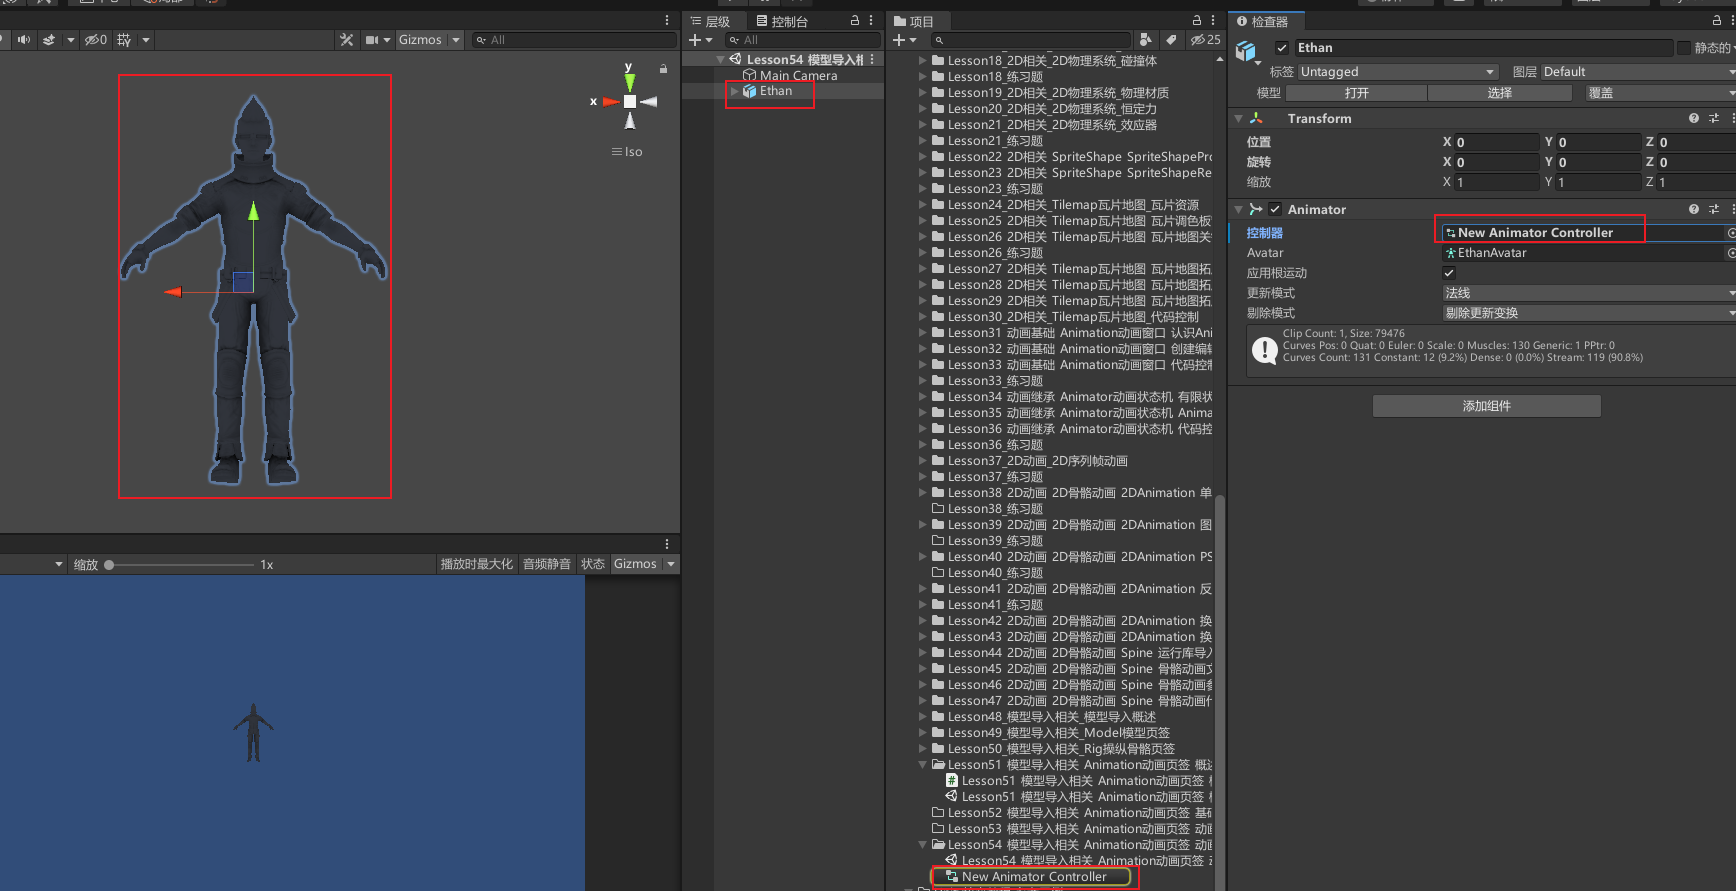 层级
控制台
项目
检查器
0
Gizmos
All
All
25
Ethan
静态的
标签 Untagged
图层 Default
模型 打开 选择 覆盖
Transform
位置 X 0 Y 0 Z 0
旋转 X 0 Y 0 Z 0
缩放 X 1 Y 1 Z 1
Animator
控制器 New Animator Controller
Avatar EthanAvatar
应用根运动
更新模式 法线
剔除模式 剔除更新变换
Clip Count: 1, Size: 79476
Curves Pos: 0 Quat: 0 Euler: 0 Scale: 0 Muscles: 130 Generic: 1 PPtr: 0
Curves Count: 131 Constant: 12 (9.2%) Dense: 0 (0.0%) Stream: 119 (90.8%)
添加组件
y
x
Iso
Lesson54 模型导入
Main Camera
Ethan
Lesson18_2D相关_2D物理系统_碰撞体
Lesson18_练习题
Lesson19_2D相关_2D物理系统_物理材质
Lesson20_2D相关_2D物理系统_恒定力
Lesson21_2D相关_2D物理系统_效应器
Lesson21_练习题
Lesson22 2D相关 SpriteShape SpriteShapePro
Lesson23 2D相关 SpriteShape SpriteShapeRe
Lesson23_练习题
Lesson24_2D相关_Tilemap瓦片地图_瓦片资源
Lesson25 2D相关 Tilemap瓦片地图 瓦片调色板
Lesson26 2D相关 Tilemap瓦片地图 瓦片地图关
Lesson26_练习题
Lesson27 2D相关 Tilemap瓦片地图 瓦片地图拓
Lesson28 2D相关 Tilemap瓦片地图 瓦片地图拓
Lesson29 2D相关 Tilemap瓦片地图 瓦片地图拓
Lesson30_2D相关_Tilemap瓦片地图_代码控制
Lesson31 动画基础 Animation动画窗口 认识Ani
Lesson32 动画基础 Animation动画窗口 创建编辑
Lesson33 动画基础 Animation动画窗口 代码控制
Lesson33_练习题
Lesson34 动画继承 Animator动画状态机 有限状
Lesson35 动画继承 Animator动画状态机 Anima
Lesson36 动画继承 Animator动画状态机 代码控
Lesson36_练习题
Lesson37_2D动画_2D序列帧动画
Lesson37_练习题
Lesson38 2D动画 2D骨骼动画 2DAnimation 单
Lesson38_练习题
Lesson39 2D动画 2D骨骼动画 2DAnimation 图
Lesson39_练习题
Lesson40 2D动画 2D骨骼动画 2DAnimation PS
Lesson40_练习题
Lesson41 2D动画 2D骨骼动画 2DAnimation 反
Lesson41_练习题
Lesson42 2D动画 2D骨骼动画 2DAnimation 换
Lesson43 2D动画 2D骨骼动画 2DAnimation 换
Lesson44 2D动画 2D骨骼动画 Spine 运行库导入
Lesson45 2D动画 2D骨骼动画 Spine 骨骼动画文
Lesson46 2D动画 2D骨骼动画 Spine 骨骼动画参
Lesson47 2D动画 2D骨骼动画 Spine 骨骼动画代
Lesson48_模型导入相关_模型导入概述
Lesson49_模型导入相关_Model模型页签
Lesson50_模型导入相关_Rig操纵骨骼页签
Lesson51 模型导入相关 Animation动画页签 概述
Lesson51 模型导入相关 Animation动画页签
Lesson51 模型导入相关 Animation动画页签
Lesson52 模型导入相关 Animation动画页签 基础
Lesson53 模型导入相关 Animation动画页签 动画
Lesson54 模型导入相关 Animation动画页签 动画
Lesson54 模型导入相关 Animation动画页签
New Animator Controller
缩放 1x 播放时最大化 音频静音 状态 Gizmos